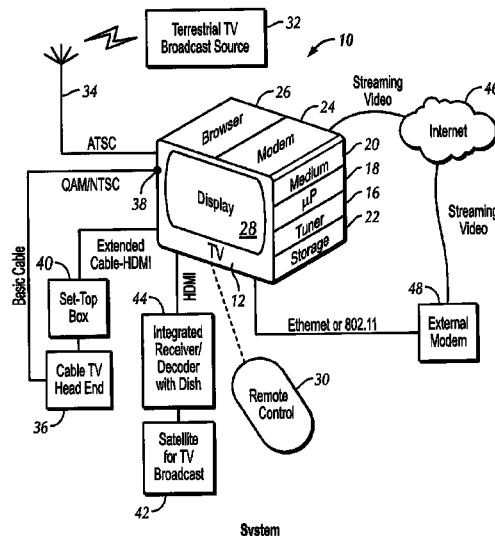 Terrestrial TV
Broadcast Source
32
10
34
26
24
Streaming
Video
46
Internet
Browser
Modem
20
18
16
22
ATSC
QAM/NTSC
38
Medium
µP
Tuner
Storage
Display
28
TV
12
Streaming
Video
Basic Cable
Extended
Cable-HDMI
40
Set-Top
Box
HDMI
44
Integrated
Receiver/
Decoder
with Dish
Ethernet or 802.11
48
External
Modem
Cable TV
Head End
36
Remote
Control
30
Satellite
for TV
Broadcast
42
System